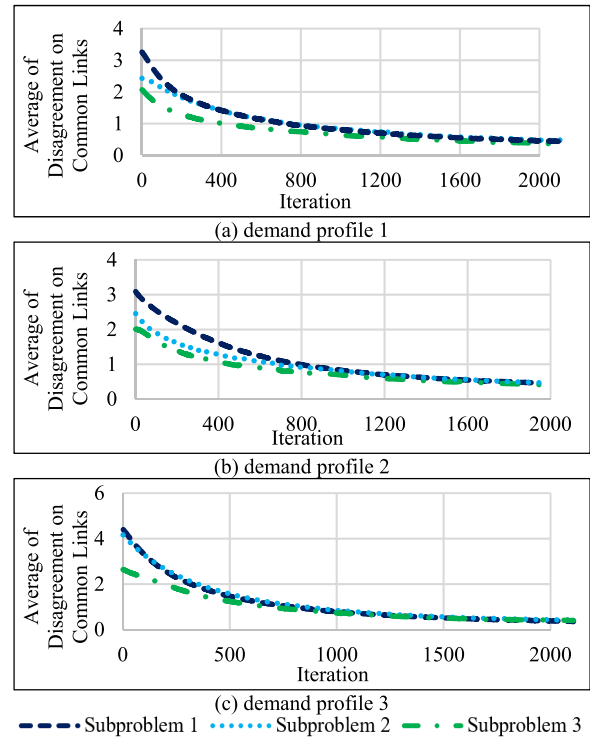 Average of
Disagreement on
Common Links
4
3
2
1
0
0 400 800 1200 1600 2000
Iteration
(a) demand profile 1
Average of
Disagreement on
Common Links
4
3
2
1
0
0 400 800 1200 1600 2000
Iteration
(b) demand profile 2
Average of
Disagreement on
Common Links
6
4
2
0
0 500 1000 1500 2000
Iteration
(c) demand profile 3
Subproblem 1 Subproblem 2 Subproblem 3